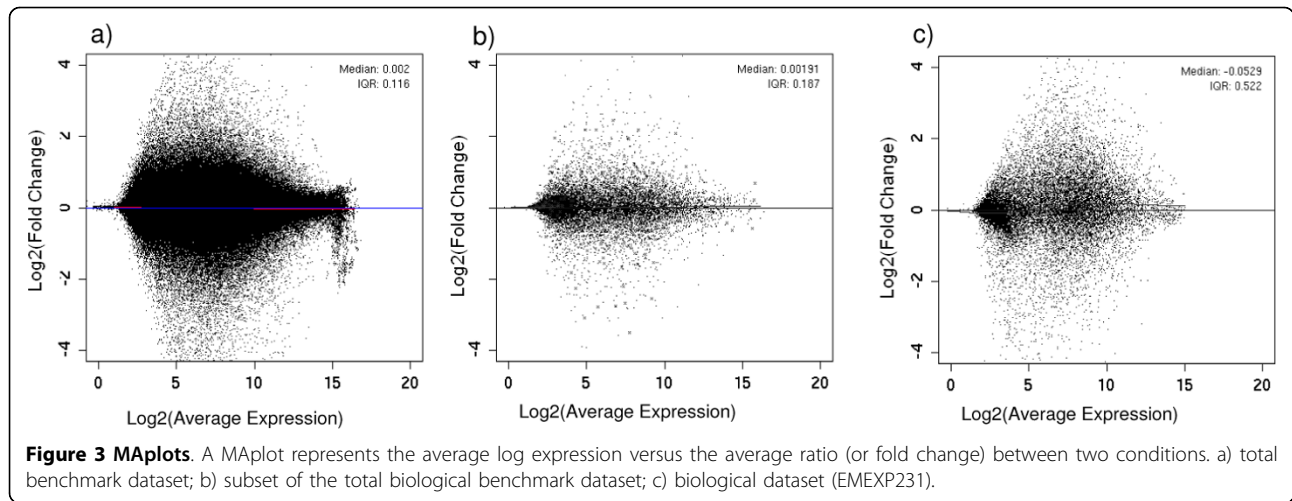 a)
Median: 0.002
IQR: 0.116
Log2(Fold Change)
4
2
0
-2
-4
0 5 10 15 20
Log2(Average Expression)
b)
Median: 0.00191
IQR: 0.187
Log2(Fold Change)
4
2
0
-2
-4
0 5 10 15 20
Log2(Average Expression)
c)
Median: -0.0529
IQR: 0.522
Log2(Fold Change)
4
2
0
-2
-4
0 5 10 15 20
Log2(Average Expression)
Figure 3 MAplots. A MAplot represents the average log expression versus the average ratio (or fold change) between two conditions. a) total
benchmark dataset; b) subset of the total biological benchmark dataset; c) biological dataset (EMEXP231).